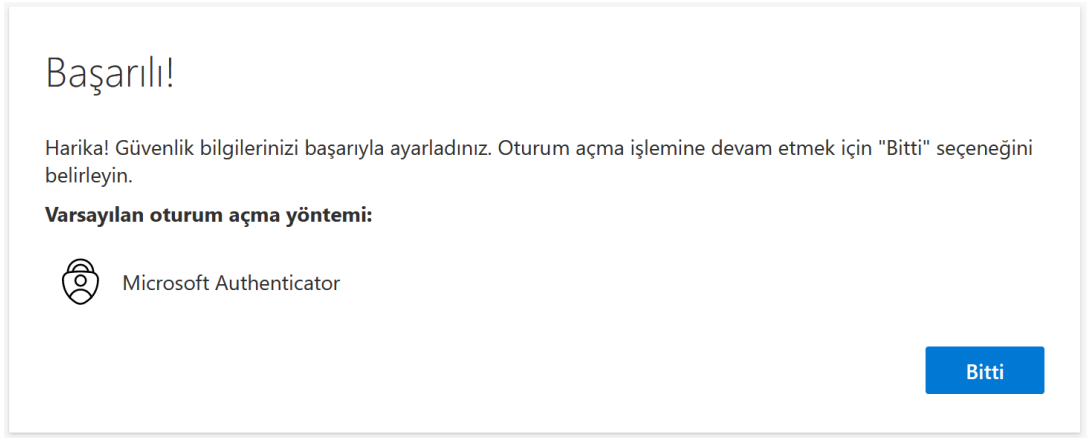 Başarılı!
Harika! Güvenlik bilgilerinizi başarıyla ayarladınız. Oturum açma işlemine devam etmek için "Bitti" seçeneğini
belirleyin.
Varsayılan oturum açma yöntemi:
Microsoft Authenticator
Bitti